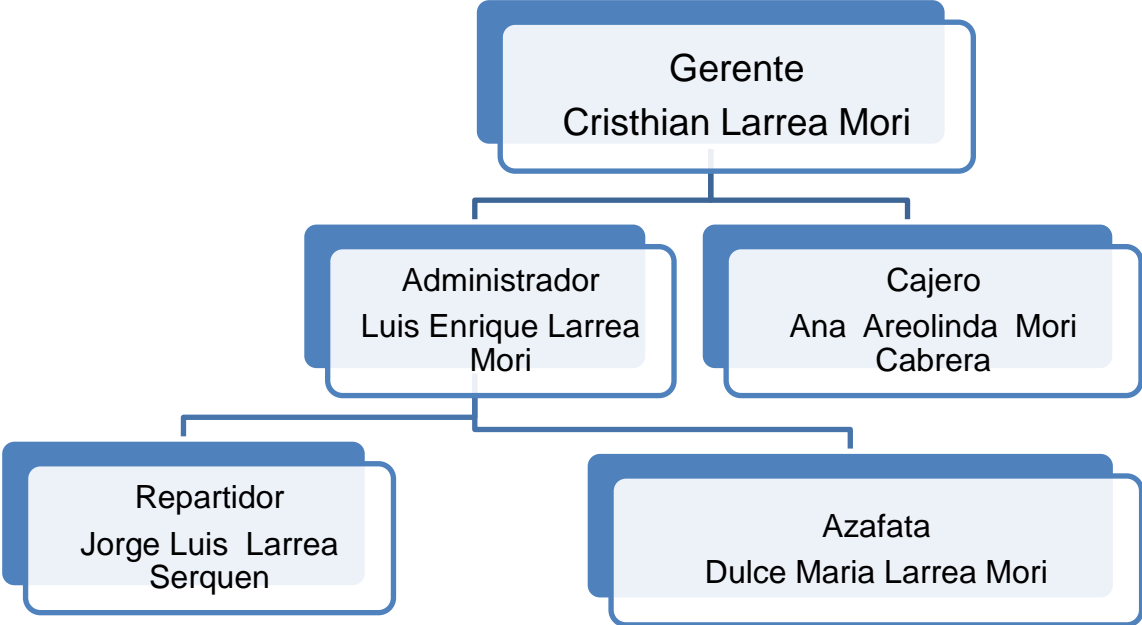 Gerente
Cristhian Larrea Mori
Administrador
Luis Enrique Larrea
Mori
Cajero
Ana Areolinda Mori
Cabrera
Repartidor
Jorge Luis Larrea
Serquen
Azafata
Dulce Maria Larrea Mori